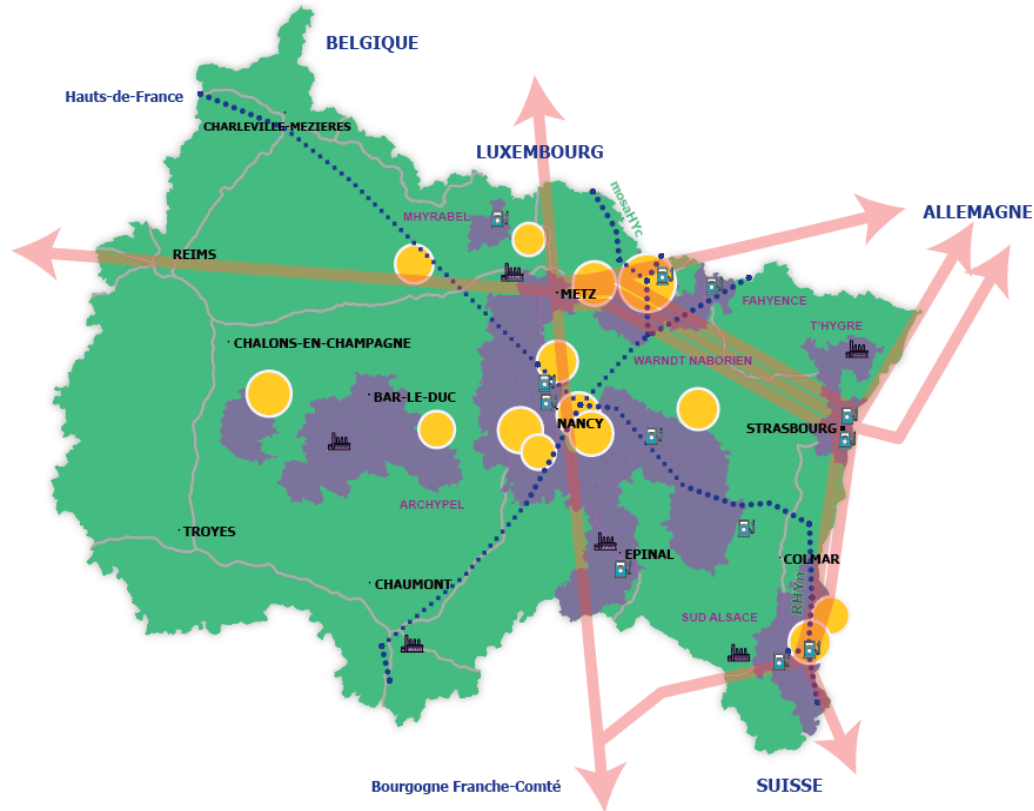 BELGIQUE
Hauts-de-France
CHARLEVILLE-MEZIERES
LUXEMBOURG
mosaHYc
MHYRABEL
ALLEMAGNE
REIMS
METZ
FAHYENCE
T'HYGRE
CHALONS-EN-CHAMPAGNE
WARNDT NABORIEN
BAR-LE-DUC
NANCY
STRASBOURG
ARCHYPEL
TROYES
EPINAL
COLMAR
CHAUMONT
RHYn
SUD ALSACE
Bourgogne Franche-Comté
SUISSE